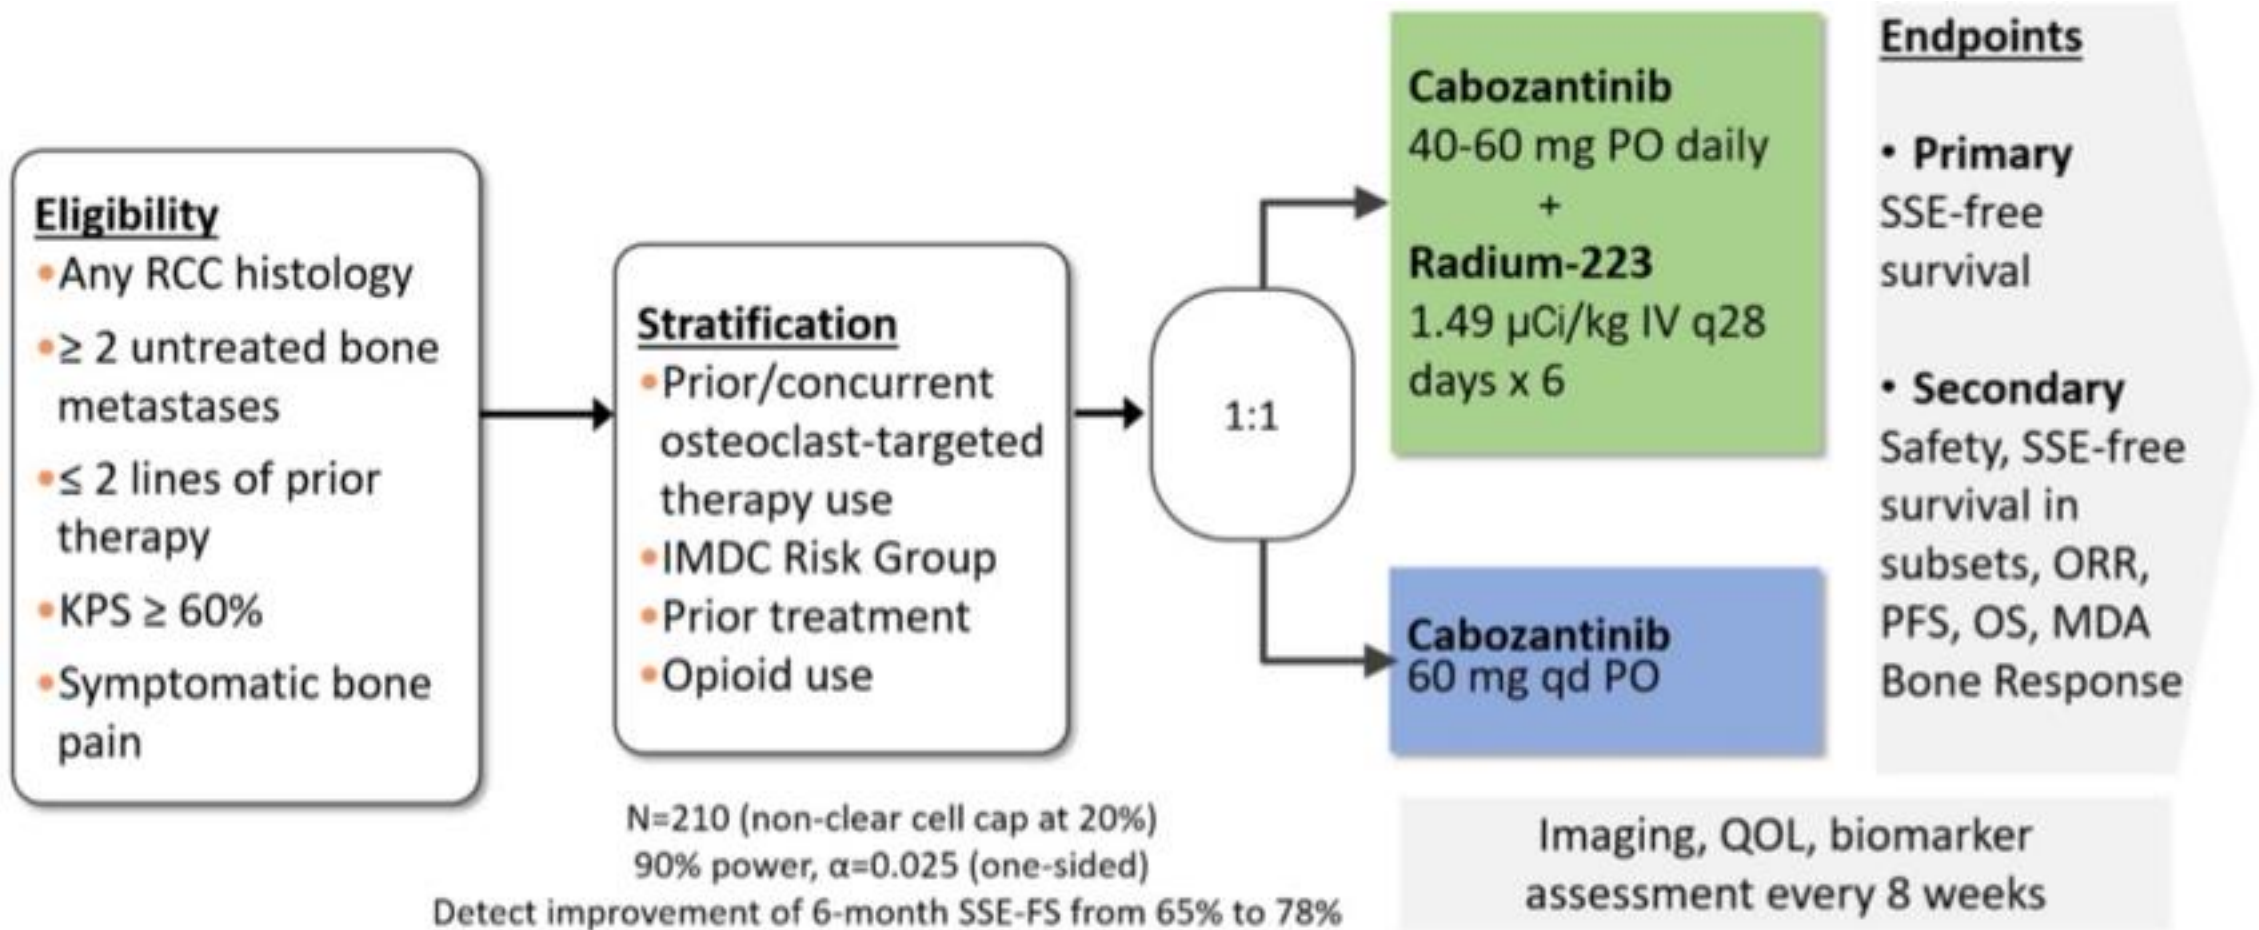 Eligibility
•Any RCC histology
•≥ 2 untreated bone
metastases
•≤ 2 lines of prior
therapy
•KPS ≥ 60%
•Symptomatic bone
pain
Stratification
•Prior/concurrent
osteoclast-targeted
therapy use
•IMDC Risk Group
•Prior treatment
•Opioid use
N=210 (non-clear cell cap at 20%)
90% power, α=0.025 (one-sided)
Detect improvement of 6-month SSE-FS from 65% to 78%
1:1
Cabozantinib
40-60 mg PO daily
+
Radium-223
1.49 µCi/kg IV q28
days x 6
Cabozantinib
60 mg qd PO
Endpoints
• Primary
SSE-free
survival
• Secondary
Safety, SSE-free
survival in
subsets, ORR,
PFS, OS, MDA
Bone Response
Imaging, QOL, biomarker
assessment every 8 weeks